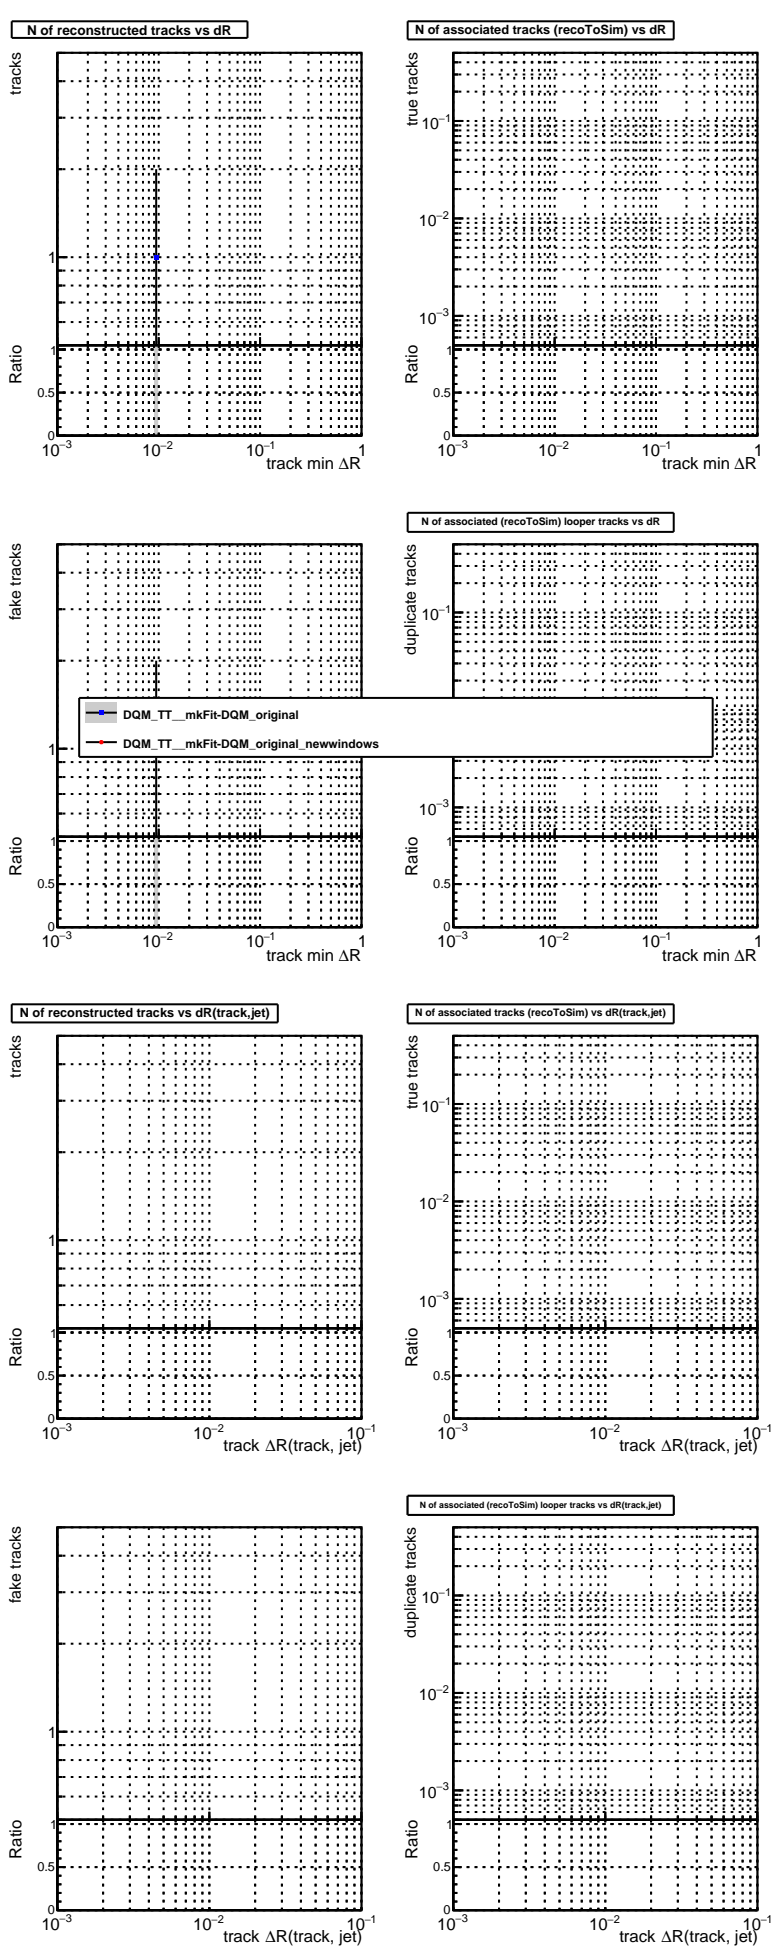 N of reconstructed tracks vs dR
tracks
1
Ratio
1
0.5
0
10⁻³ 10⁻² 10⁻¹ 1
track min ΔR
N of associated tracks (recoToSim) vs dR
true tracks
10⁻¹
10⁻²
10⁻³
Ratio
1
0.5
0
10⁻³ 10⁻² 10⁻¹ 1
track min ΔR
fake tracks
1
Ratio
1
0.5
0
10⁻³ 10⁻² 10⁻¹ 1
track min ΔR
N of associated (recoToSim) looper tracks vs dR
duplicate tracks
10⁻¹
10⁻³
Ratio
1
0.5
0
10⁻³ 10⁻² 10⁻¹ 1
track min ΔR
DQM_TT__mkFit-DQM_original
DQM_TT__mkFit-DQM_original_newwindows
N of reconstructed tracks vs dR(track,jet)
tracks
1
Ratio
1
0.5
0
10⁻³ 10⁻² 10⁻¹
track ΔR(track, jet)
N of associated tracks (recoToSim) vs dR(track,jet)
true tracks
10⁻¹
10⁻²
10⁻³
Ratio
1
0.5
0
10⁻³ 10⁻² 10⁻¹
track ΔR(track, jet)
fake tracks
1
Ratio
1
0.5
0
10⁻³ 10⁻² 10⁻¹
track ΔR(track, jet)
N of associated (recoToSim) looper tracks vs dR(track,jet)
duplicate tracks
10⁻¹
10⁻²
10⁻³
Ratio
1
0.5
0
10⁻³ 10⁻² 10⁻¹
track ΔR(track, jet)